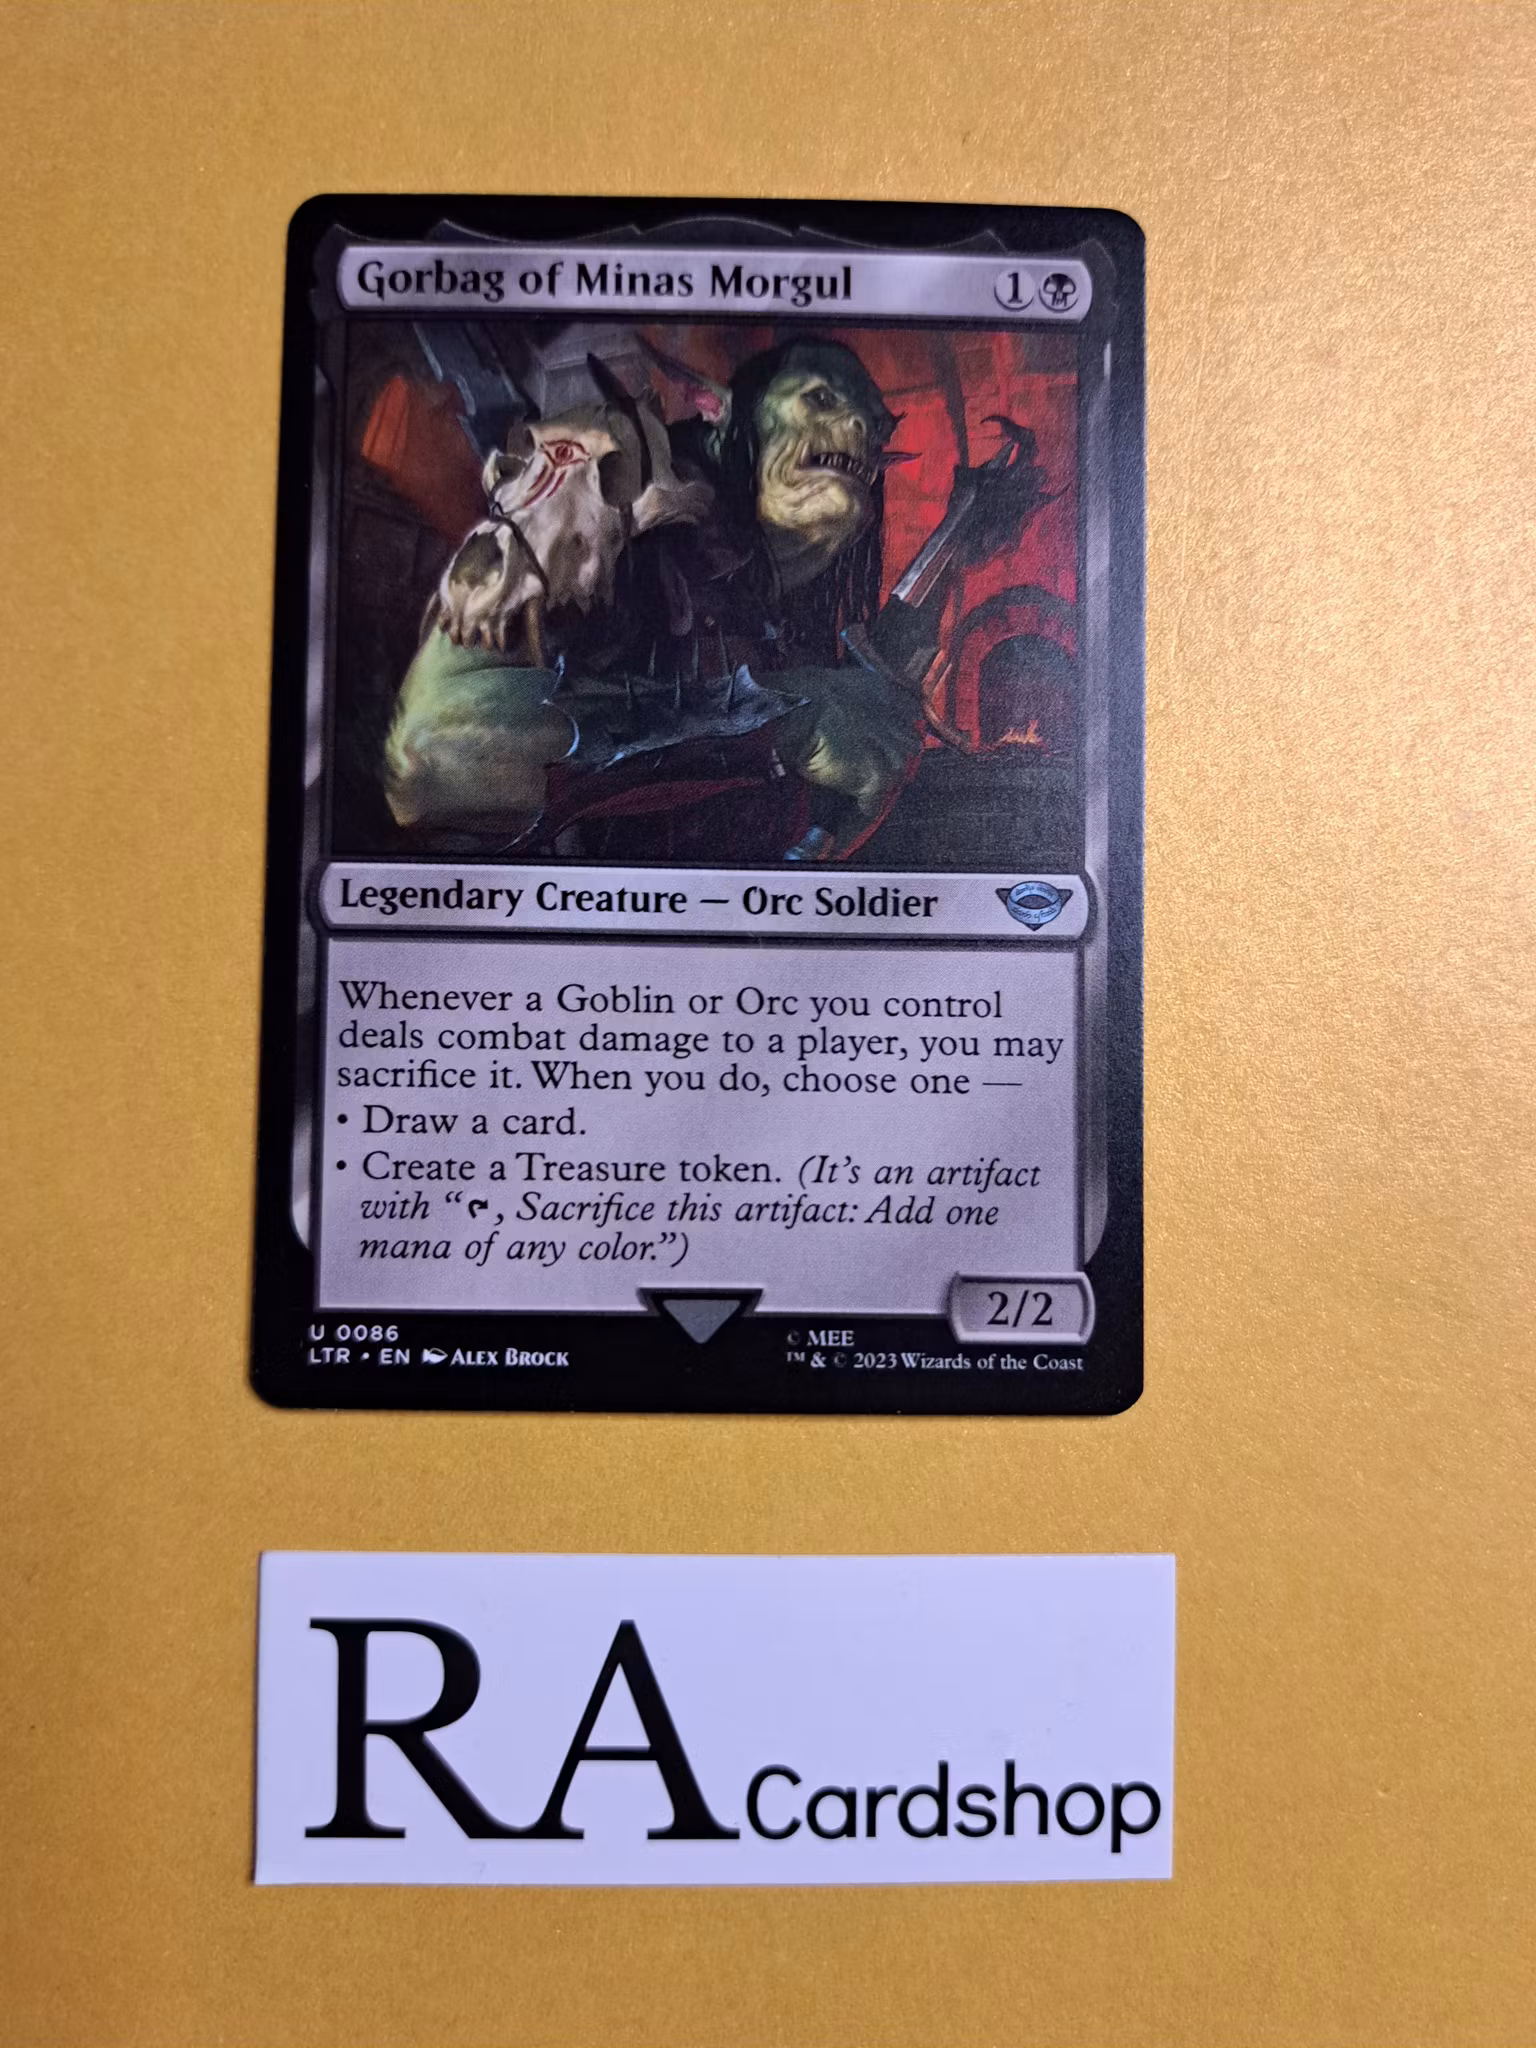 Gorbag of Minas Morgul 1
Legendary Creature — Orc Soldier
Whenever a Goblin or Orc you control
deals combat damage to a player, you may
sacrifice it. When you do, choose one —
• Draw a card.
• Create a Treasure token. (It's an artifact
with “, Sacrifice this artifact: Add one
mana of any color.”)
2/2
U 0086
LTR • EN ALEX BROCK
© MEE
™ & © 2023 Wizards of the Coast
RA Cardshop